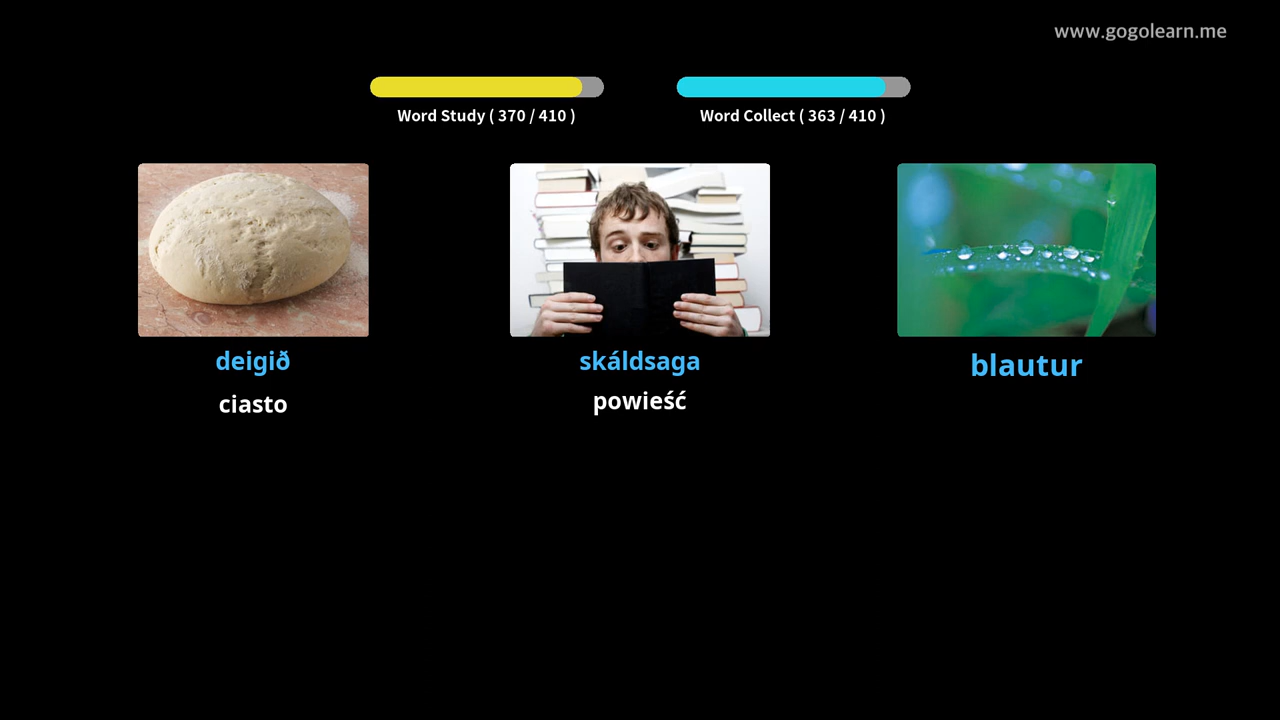 www.gogolearn.me
Word Study ( 370 / 410 )
Word Collect ( 363 / 410 )
deigið
skáldsaga
blautur
ciasto
powieść